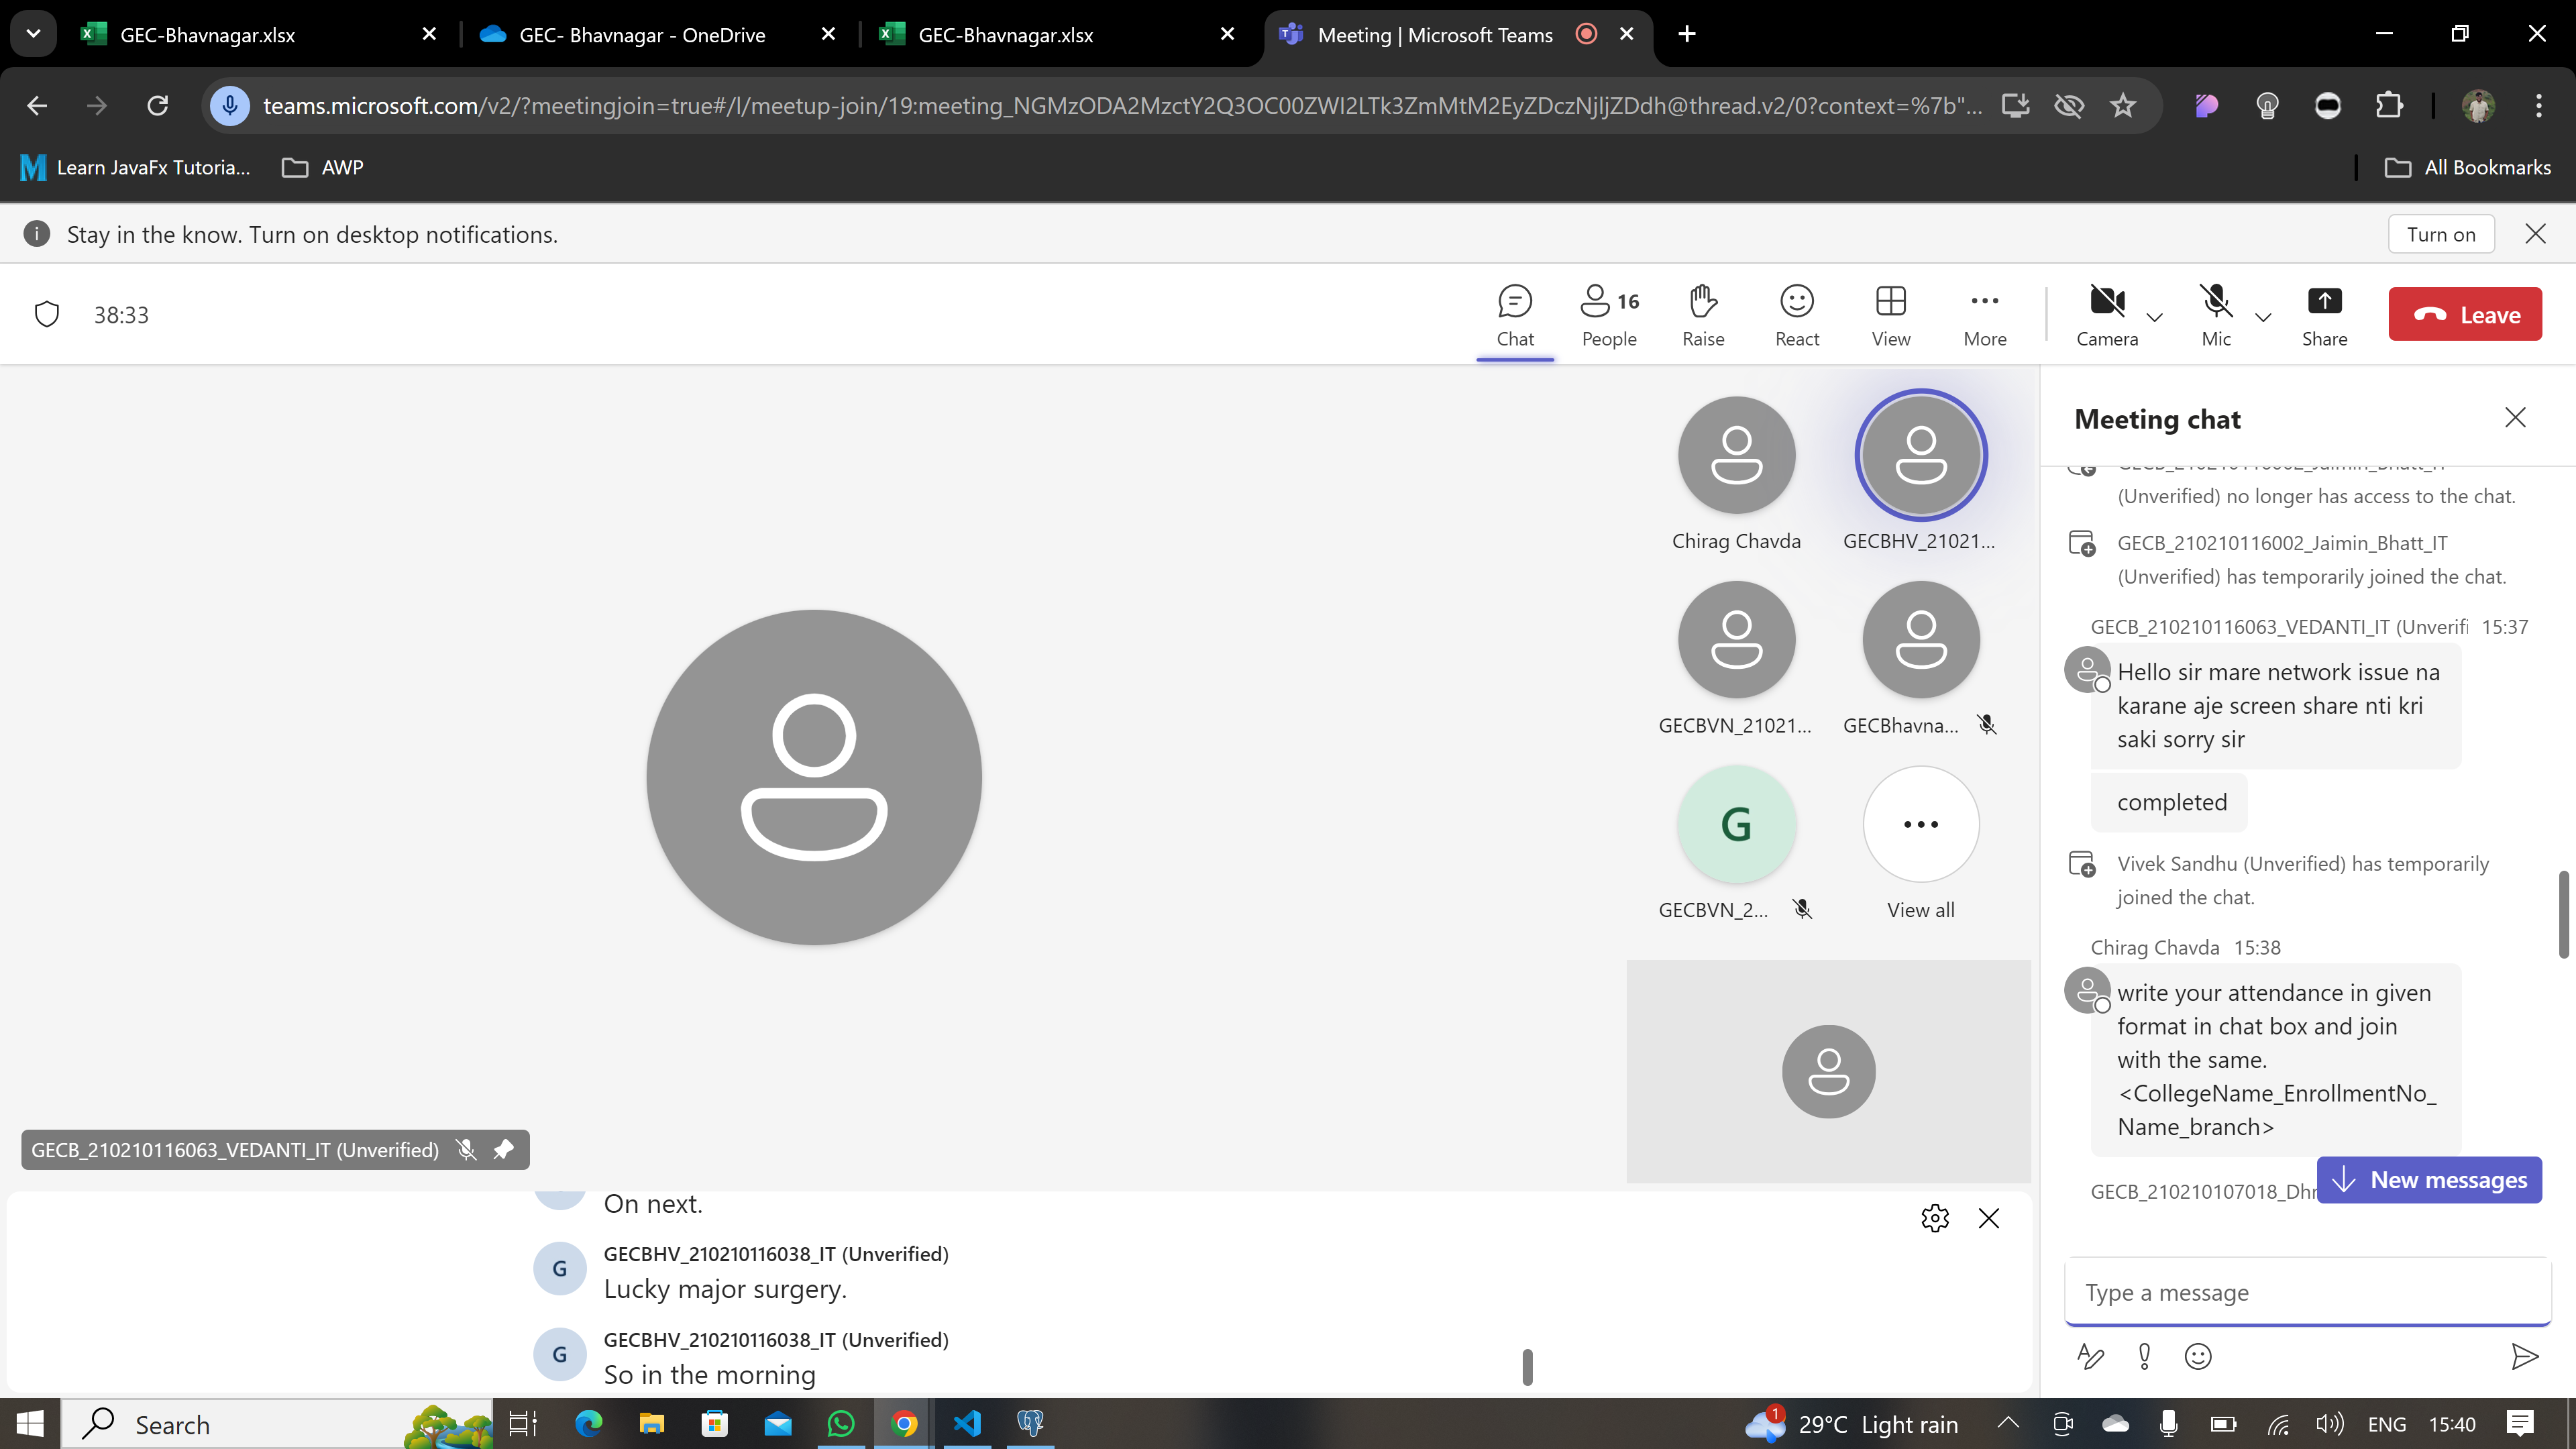 GEC-Bhavnagar.xlsx
GEC- Bhavnagar - OneDrive
GEC-Bhavnagar.xlsx
Meeting | Microsoft Teams
teams.microsoft.com/v2/?meetingjoin=true#/l/meetup-join/19:meeting_NGMzODA2MzctY2Q3OC00ZWI2LTk3ZmMtM2EyZDczNjljZDdh@thread.v2/0?context=%7b"...
Learn JavaFx Tutoria...
AWP
All Bookmarks
Stay in the know. Turn on desktop notifications.
Turn on
38:33
Chat
16
People
Raise
React
View
More
Camera
Mic
Share
Leave
Chirag Chavda
GECBHV_21021...
GECBVN_21021...
GECBhavna...
G
GECBVN_2...
View all
GECB_210210116063_VEDANTI_IT (Unverified)
On next.
G
GECBHV_210210116038_IT (Unverified)
Lucky major surgery.
G
GECBHV_210210116038_IT (Unverified)
So in the morning
Meeting chat
(Unverified) no longer has access to the chat.
GECB_210210116002_Jaimin_Bhatt_IT
(Unverified) has temporarily joined the chat.
GECB_210210116063_VEDANTI_IT (Unverifi 15:37
Hello sir mare network issue na
karane aje screen share nti kri
saki sorry sir
completed
Vivek Sandhu (Unverified) has temporarily
joined the chat.
Chirag Chavda 15:38
write your attendance in given
format in chat box and join
with the same.
<CollegeName_EnrollmentNo_
Name_branch>
GECB_210210107018_Dhr
New messages
Type a message
Search
1
29°C Light rain
ENG
15:40